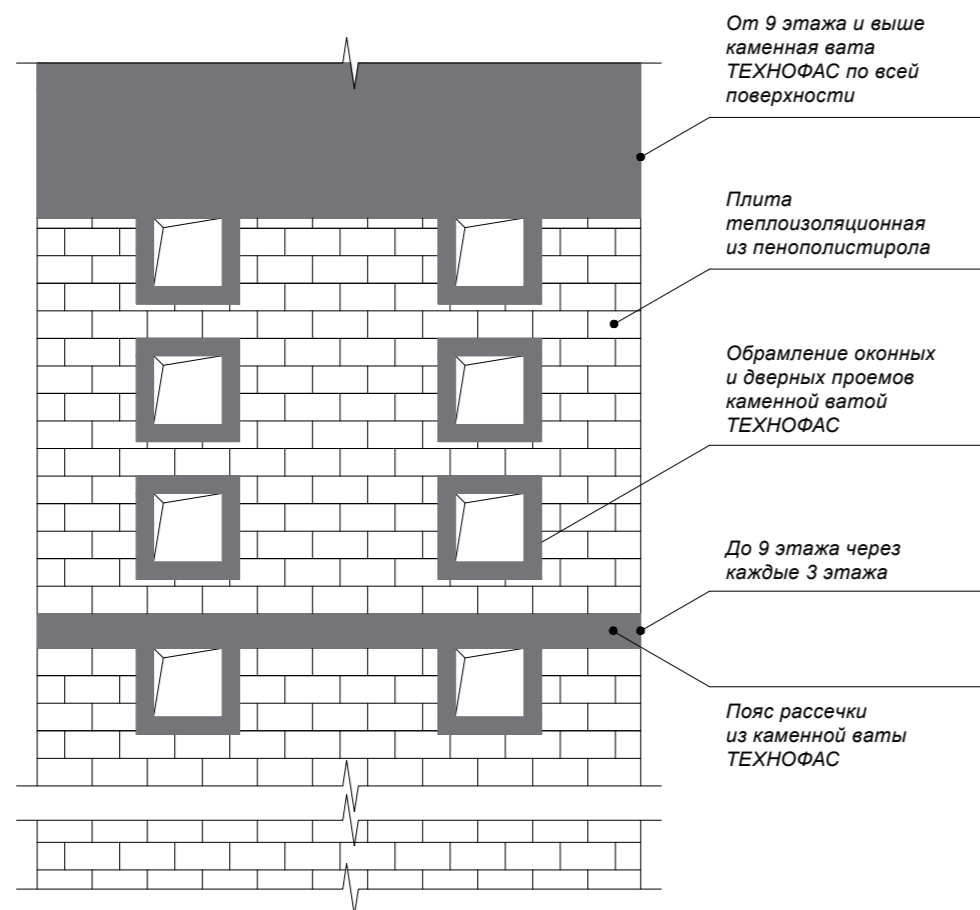 От 9 этажа и выше
каменная вата
ТЕХНОФАС по всей
поверхности
Плита
теплоизоляционная
из пенополистирола
Обрамление оконных
и дверных проемов
каменной ватой
ТЕХНОФАС
До 9 этажа через
каждые 3 этажа
Пояс рассечки
из каменной ваты
ТЕХНОФАС